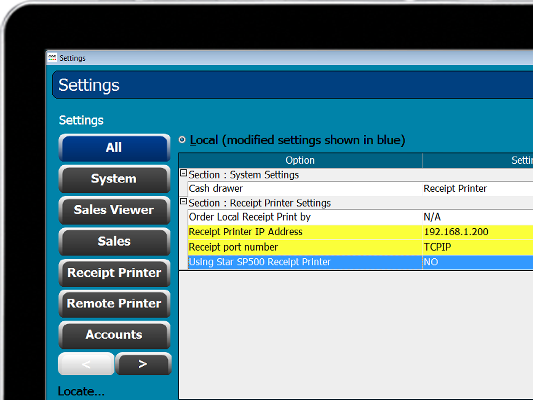 Settings
Settings
Settings
Local (modified settings shown in blue)
All
System
Sales Viewer
Sales
Receipt Printer
Remote Printer
Accounts
< >
Locate...
Option Setti
Section : System Settings
Cash drawer Receipt Printer
Section : Receipt Printer Settings
Order Local Receipt Print by N/A
Receipt Printer IP Address 192.168.1.200
Receipt port number TCPIP
Using Star SP500 Receipt Printer NO